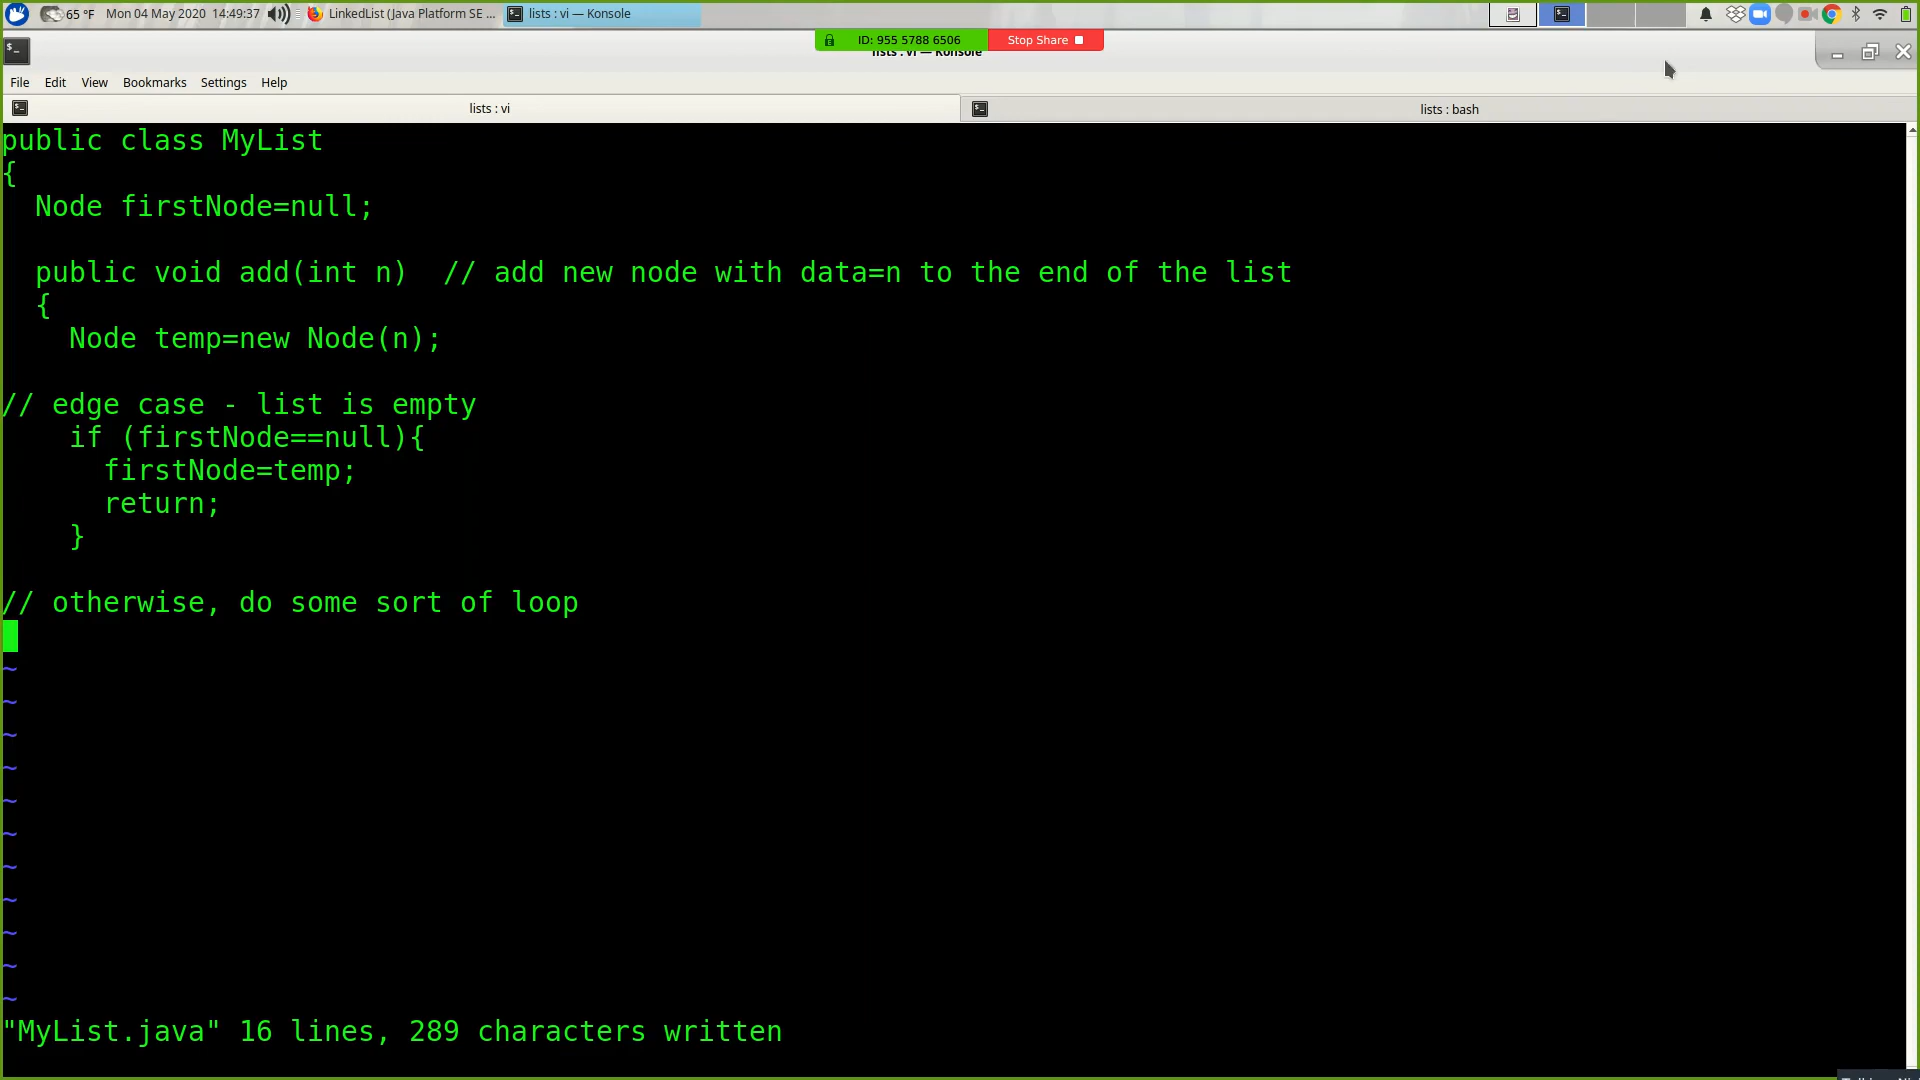 65 °F Mon 04 May 2020 14:49:37 LinkedList (Java Platform SE ... lists : vi — Konsole
ID: 955 5788 6506 Stop Share
lists : vi — Konsole
File Edit View Bookmarks Settings Help
lists : vi lists : bash
public class MyList
{
  Node firstNode=null;
  public void add(int n)  // add new node with data=n to the end of the list
  {
    Node temp=new Node(n);
// edge case - list is empty
    if (firstNode==null){
      firstNode=temp;
      return;
    }
// otherwise, do some sort of loop
~
~
~
~
~
~
~
~
~
~
~
"MyList.java" 16 lines, 289 characters written